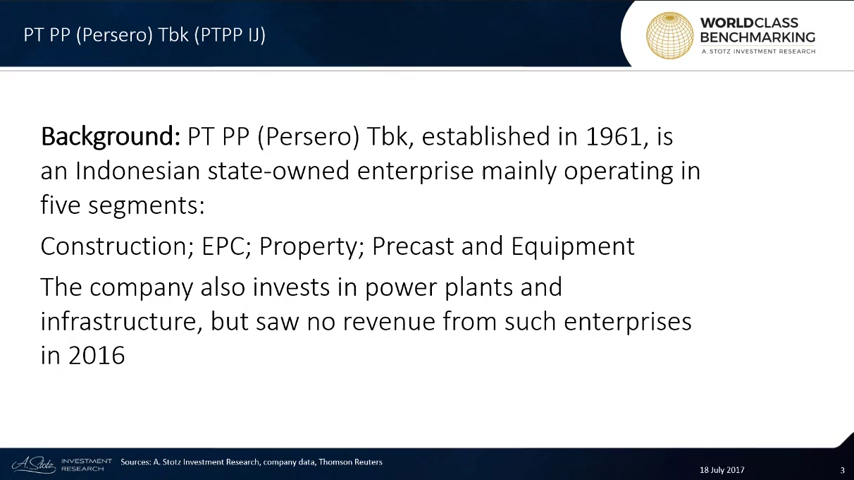 PT PP (Persero) Tbk (PTPP IJ)
WORLDCLASS
BENCHMARKING
A. STOTZ INVESTMENT RESEARCH
Background: PT PP (Persero) Tbk, established in 1961, is
an Indonesian state-owned enterprise mainly operating in
five segments:
Construction; EPC; Property; Precast and Equipment
The company also invests in power plants and
infrastructure, but saw no revenue from such enterprises
in 2016
A. Stotz
INVESTMENT
RESEARCH
Sources: A. Stotz Investment Research, company data, Thomson Reuters
18 July 2017
3